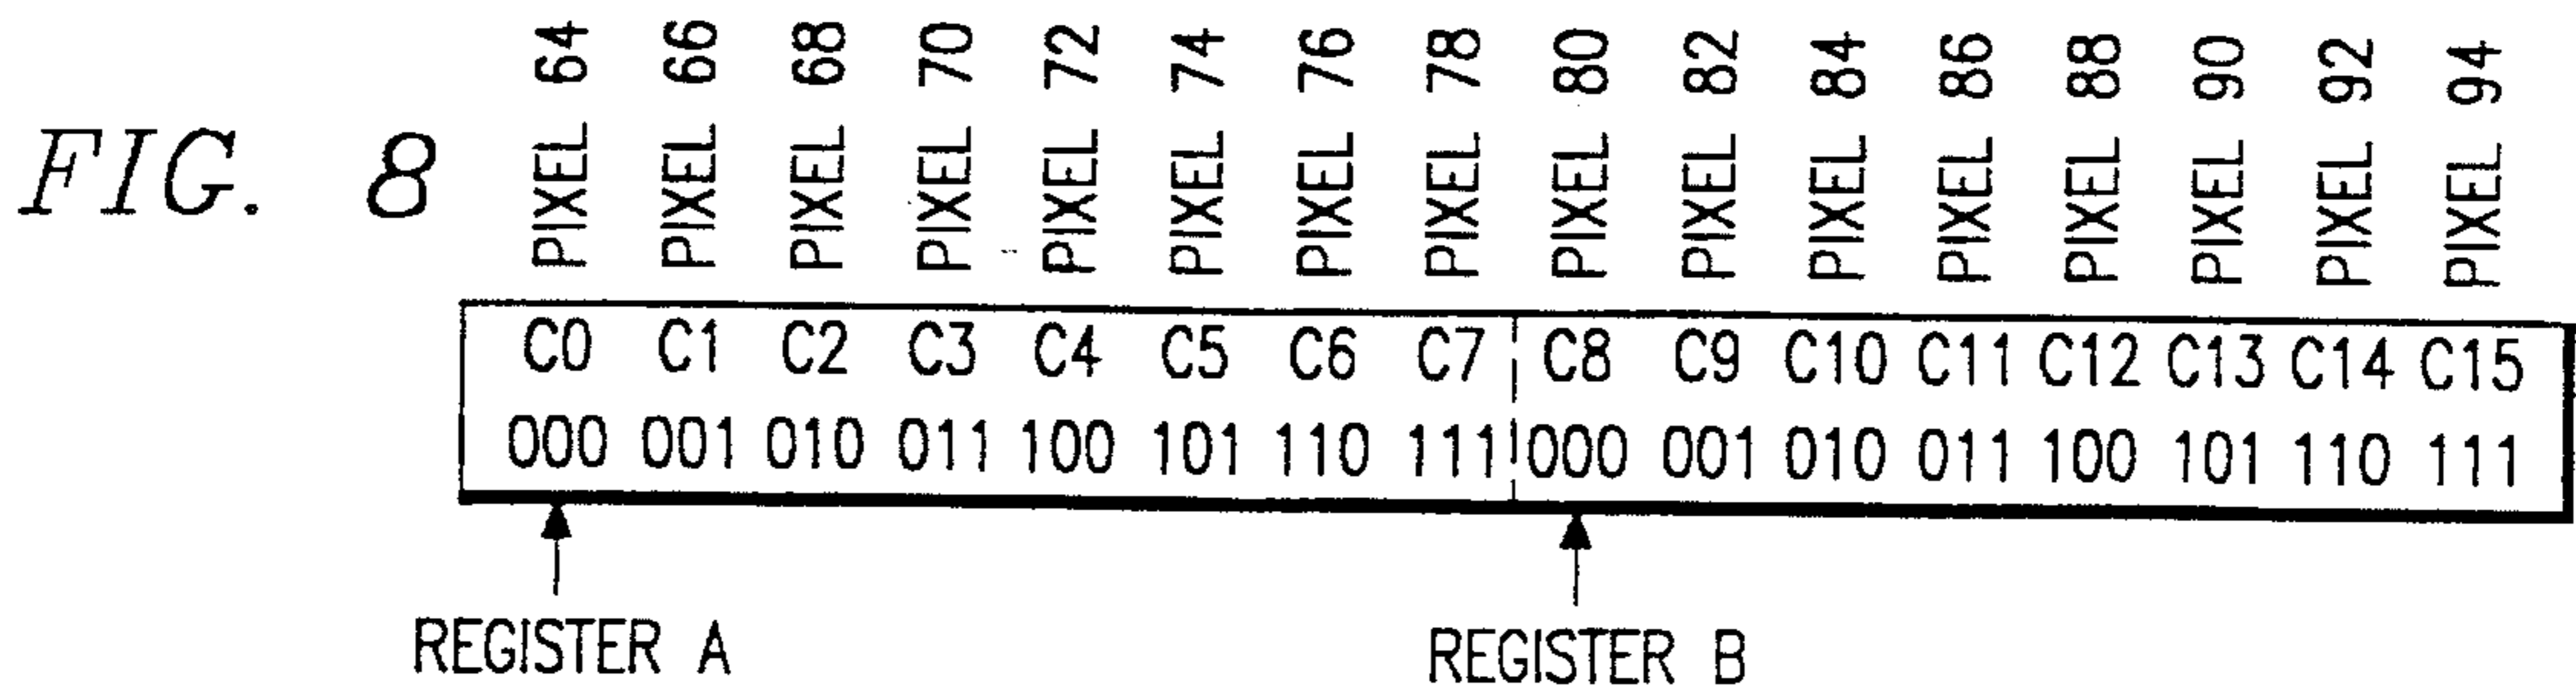 FIG. 8
PIXEL 64 PIXEL 66 PIXEL 68 PIXEL 70 PIXEL 72 PIXEL 74 PIXEL 76 PIXEL 78 PIXEL 80 PIXEL 82 PIXEL 84 PIXEL 86 PIXEL 88 PIXEL 90 PIXEL 92 PIXEL 94
C0 C1 C2 C3 C4 C5 C6 C7 C8 C9 C10 C11 C12 C13 C14 C15
000 001 010 011 100 101 110 111 000 001 010 011 100 101 110 111
REGISTER A REGISTER B